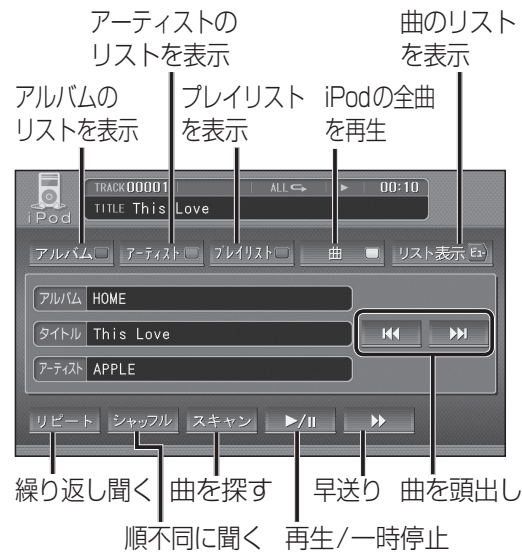 アーティストの
リストを表示
曲のリスト
を表示
アルバムの
リストを表示
プレイリスト
を表示
iPodの全曲
を再生
TRACK 00001 ALL 00:10
iPod
TITLE This Love
アルバム アーティスト プレイリスト 曲 リスト表示
アルバム HOME
タイトル This Love
アーティスト APPLE
リピート シャッフル スキャン ►/II ►►
繰り返し聞く 曲を探す 早送り 曲を頭出し
順不同に聞く 再生/一時停止